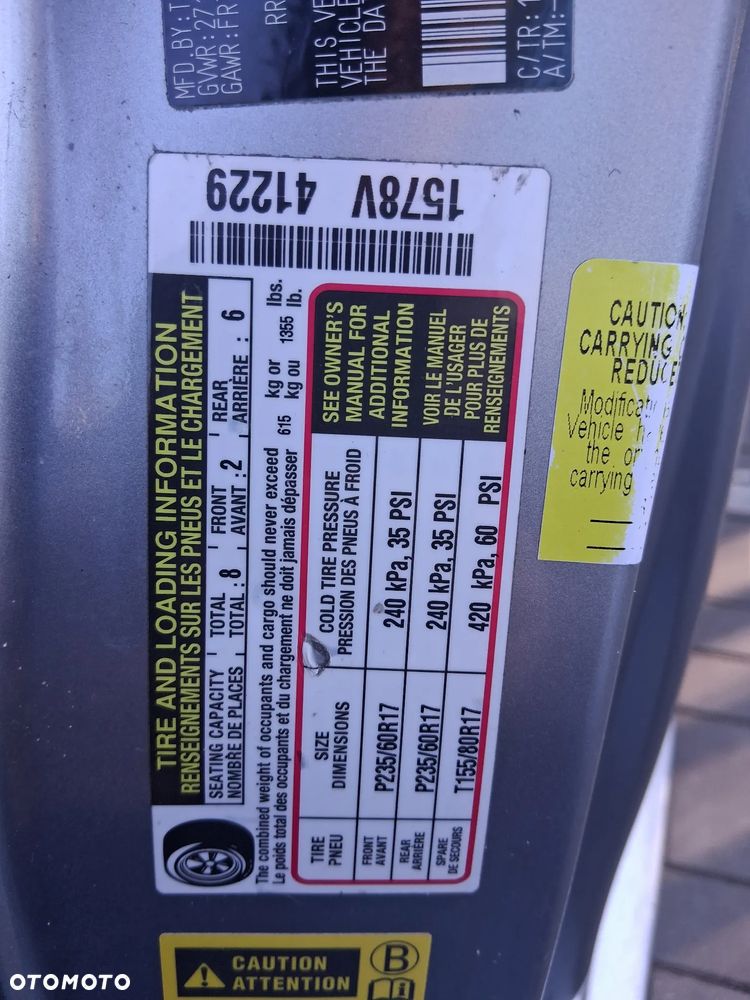 MFD.BY:T
GVWR:27
GAWR:FR
RR
THIS VE
VEHICLE
THE DA
C/TR:1
A/TM:-
1578V 41229
TIRE AND LOADING INFORMATION
RENSEIGNEMENTS SUR LES PNEUS ET LE CHARGEMENT
SEATING CAPACITY TOTAL FRONT REAR
NOMBRE DE PLACES TOTAL : 8 AVANT : 2 ARRIÈRE : 6
The combined weight of occupants and cargo should never exceed 615 kg or 1355 lbs.
Le poids total des occupants et du chargement ne doit jamais dépasser kg ou lb.
TIRE SIZE COLD TIRE PRESSURE
PNEU DIMENSIONS PRESSION DES PNEUS À FROID
FRONT
AVANT P235/60R17 240 kPa, 35 PSI
REAR
ARRIÈRE P235/60R17 240 kPa, 35 PSI
SPARE
DE SECOURS T155/80R17 420 kPa, 60 PSI
SEE OWNER'S
MANUAL FOR
ADDITIONAL
INFORMATION
VOIR LE MANUEL
DE L'USAGER
POUR PLUS DE
RENSEIGNEMENTS
CAUTION
CARRYING
REDUCE
Modificati
Vehicle h
the or
carrying
CAUTION
ATTENTION
B
OTOMOTO